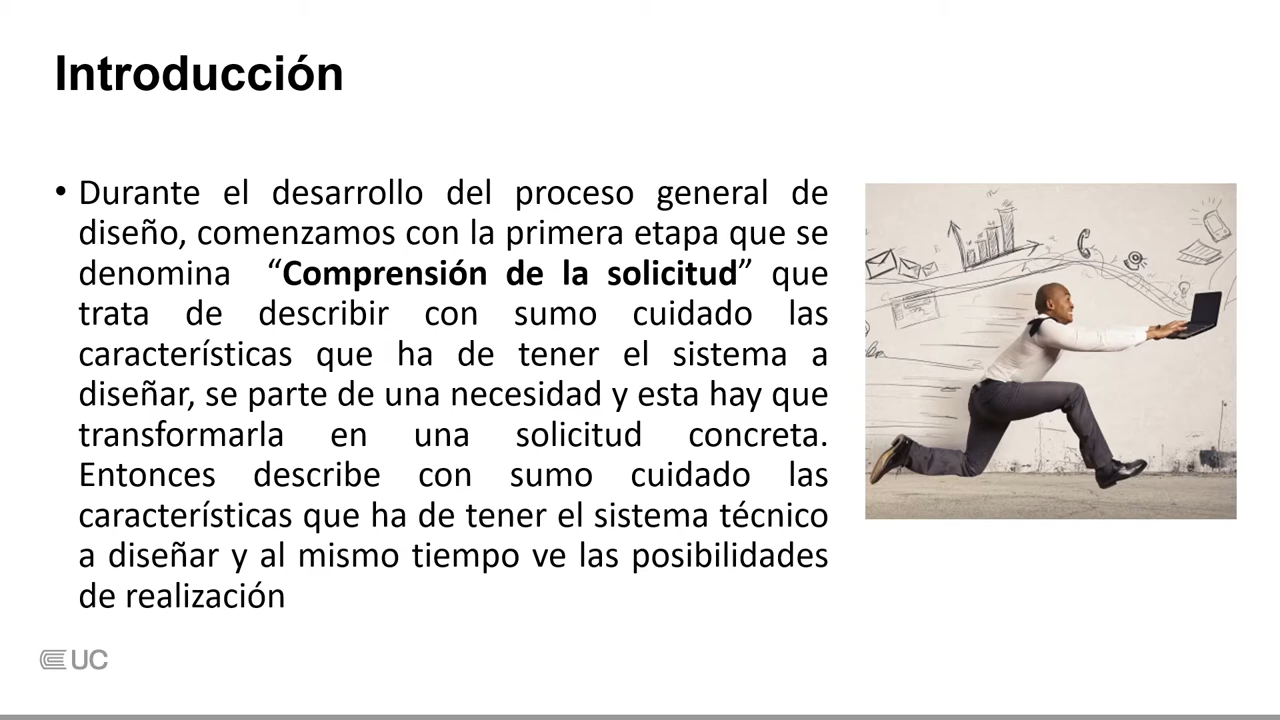 Introducción
• Durante el desarrollo del proceso general de
diseño, comenzamos con la primera etapa que se
denomina “Comprensión de la solicitud” que
trata de describir con sumo cuidado las
características que ha de tener el sistema a
diseñar, se parte de una necesidad y esta hay que
transformarla en una solicitud concreta.
Entonces describe con sumo cuidado las
características que ha de tener el sistema técnico
a diseñar y al mismo tiempo ve las posibilidades
de realización
UC